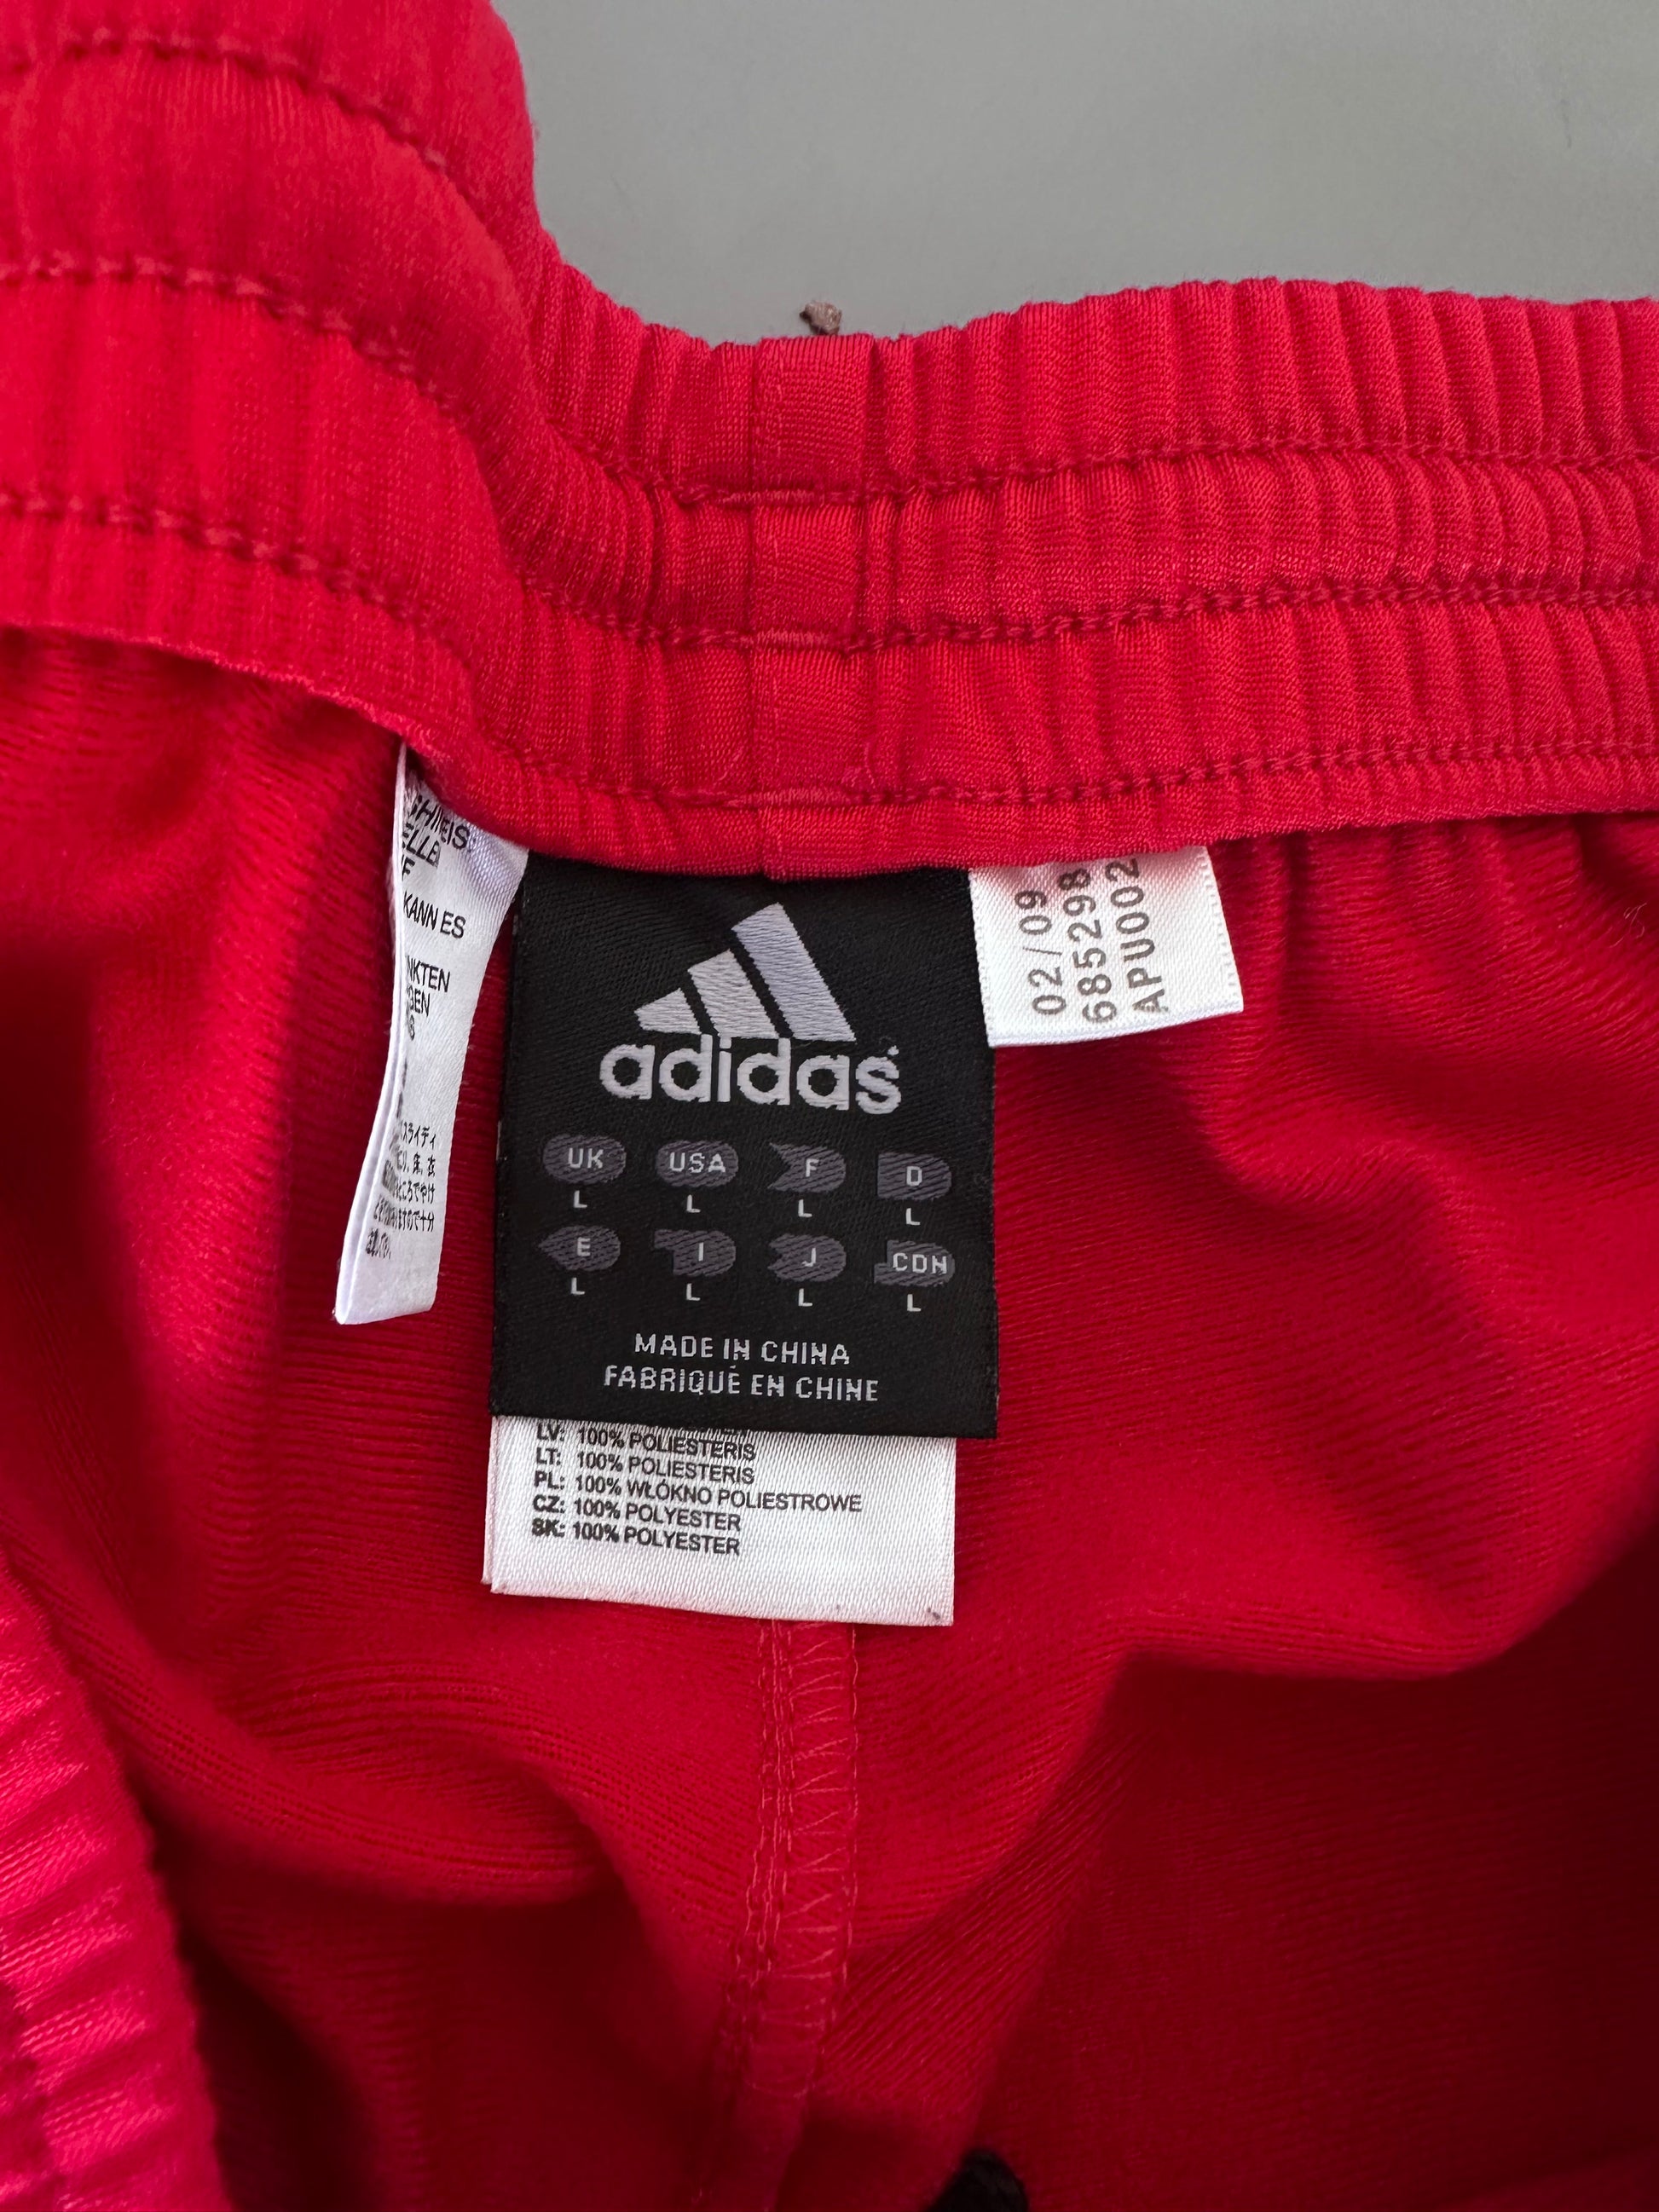 KANN ES
adidas
UK USA F D
L L L L
E I J CDN
L L L L
MADE IN CHINA
FABRIQUÉ EN CHINE
02/09
685298
APU002
LV: 100% POLIESTERIS
LT: 100% POLIESTERIS
PL: 100% WŁÓKNO POLIESTROWE
CZ: 100% POLYESTER
SK: 100% POLYESTER